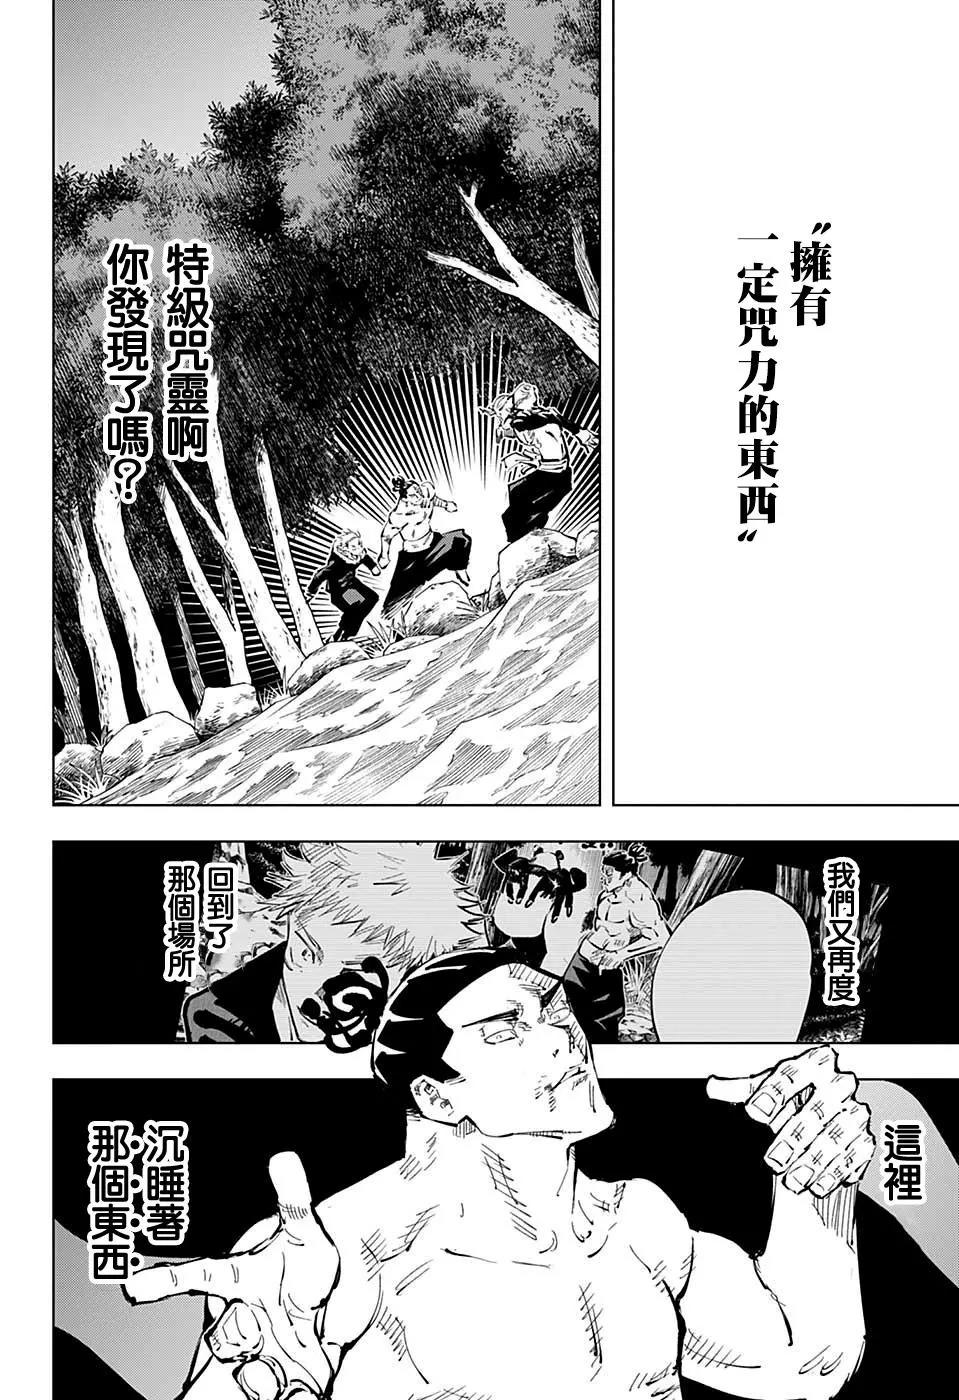 〝擁有
一定咒力的東西〟
特級咒靈啊
你發現了嗎？
我們又再度
回到了
那個場所
這裡
沉睡著
那個東西